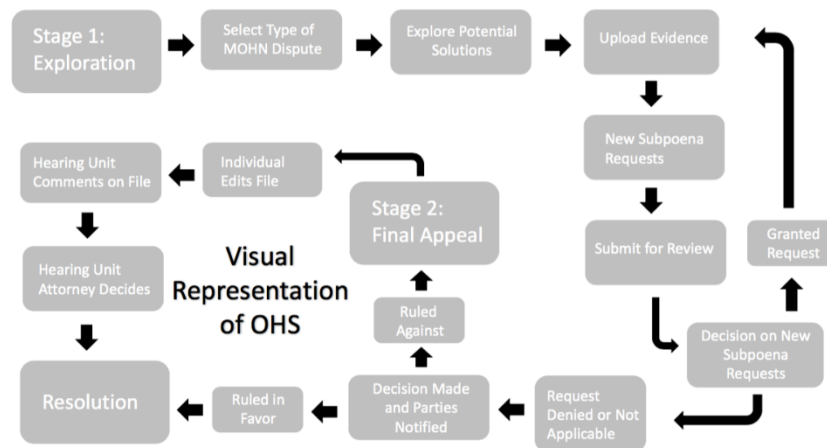 Stage 1:
Exploration
Select Type of
MOHN Dispute
Explore Potential
Solutions
Upload Evidence
New Subpoena
Requests
Submit for Review
Granted
Request
Decision on New
Subpoena
Requests
Request
Denied or Not
Applicable
Decision Made
and Parties
Notified
Ruled in
Favor
Ruled
Against
Stage 2:
Final Appeal
Individual
Edits File
Hearing Unit
Comments on File
Hearing Unit
Attorney Decides
Resolution
Visual
Representation
of OHS